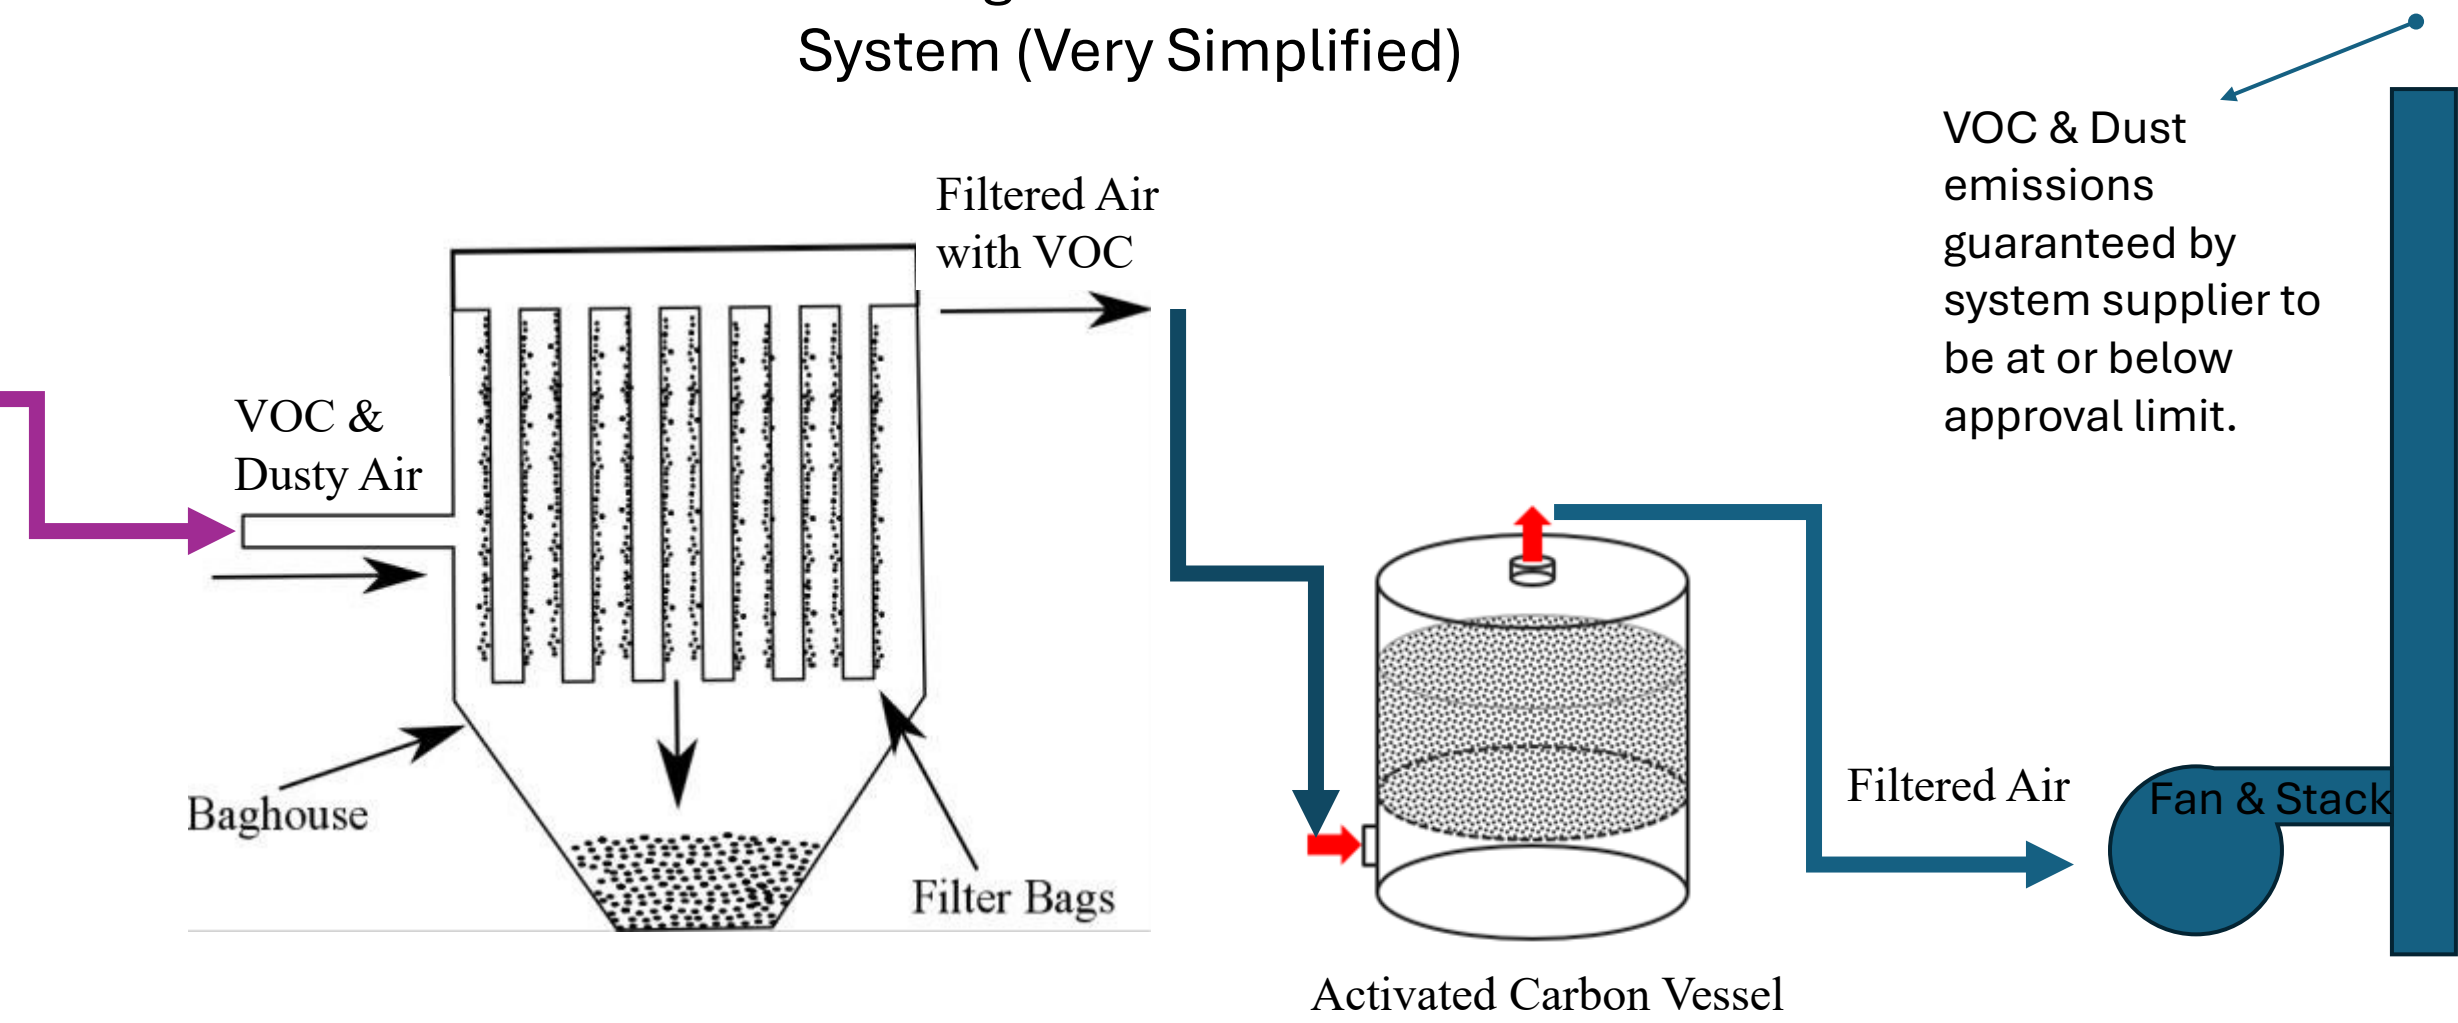 System (Very Simplified)
VOC & Dust
emissions
guaranteed by
system supplier to
be at or below
approval limit.
Filtered Air
with VOC
VOC &
Dusty Air
Baghouse
Filter Bags
Filtered Air
Fan & Stack
Activated Carbon Vessel